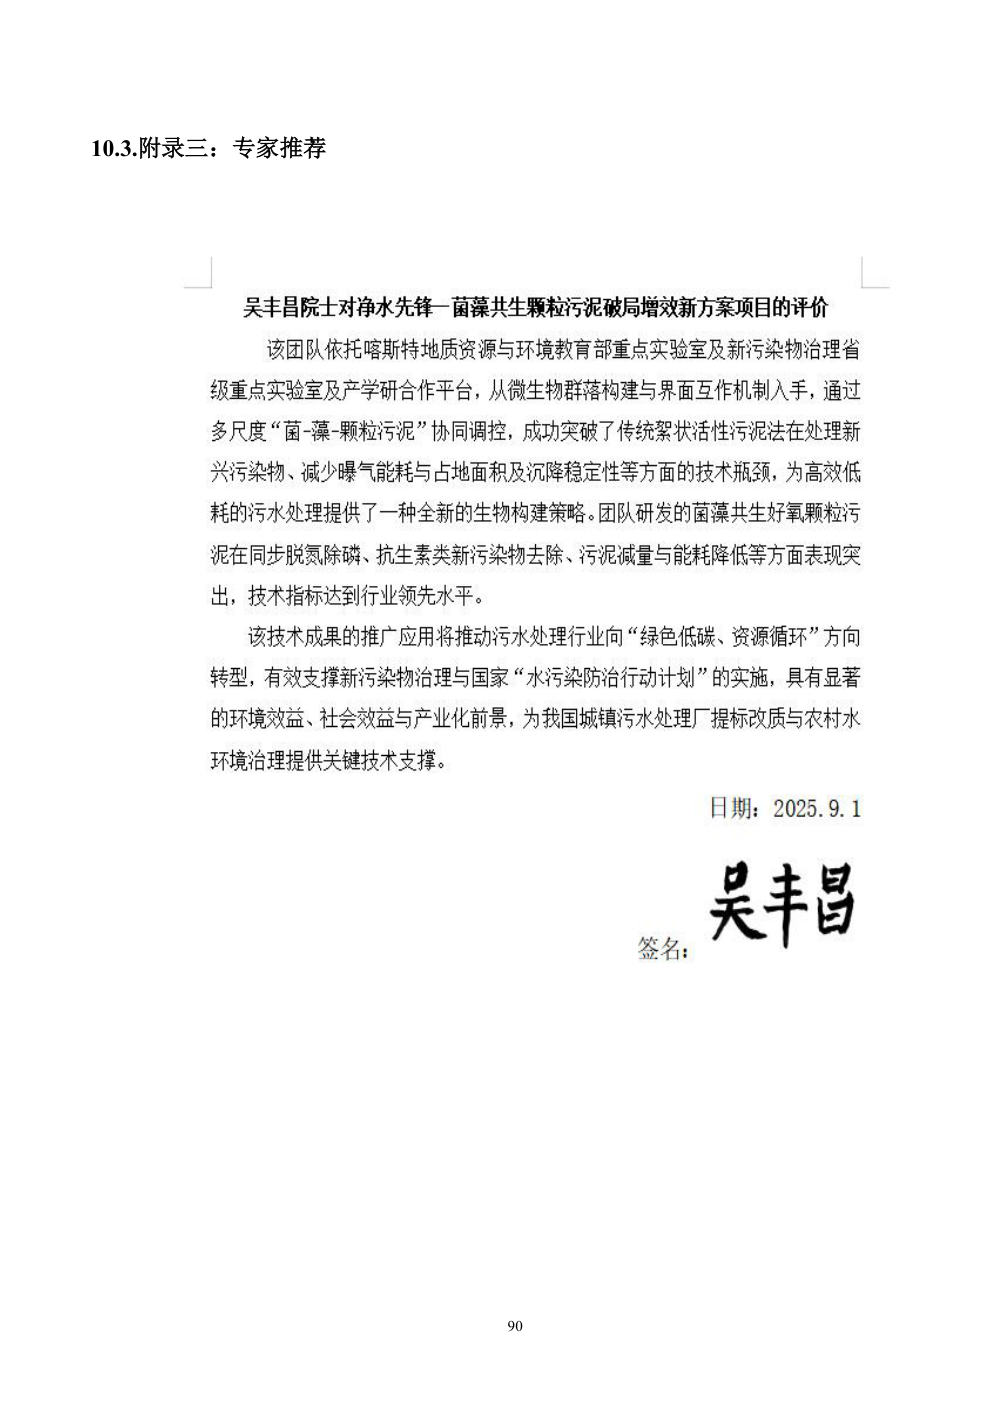 10.3.附录三：专家推荐
吴丰昌院士对净水先锋—菌藻共生颗粒污泥破局增效新方案项目的评价
该团队依托喀斯特地质资源与环境教育部重点实验室及新污染物治理省
级重点实验室及产学研合作平台，从微生物群落构建与界面互作机制入手，通过
多尺度“菌-藻-颗粒污泥”协同调控，成功突破了传统絮状活性污泥法在处理新
兴污染物、减少曝气能耗与占地面积及沉降稳定性等方面的技术瓶颈，为高效低
耗的污水处理提供了一种全新的生物构建策略。团队研发的菌藻共生好氧颗粒污
泥在同步脱氮除磷、抗生素类新污染物去除、污泥减量与能耗降低等方面表现突
出，技术指标达到行业领先水平。
该技术成果的推广应用将推动污水处理行业向“绿色低碳、资源循环”方向
转型，有效支撑新污染物治理与国家“水污染防治行动计划”的实施，具有显著
的环境效益、社会效益与产业化前景，为我国城镇污水处理厂提标改质与农村水
环境治理提供关键技术支撑。
日期：2025.9.1
签名：吴丰昌
90